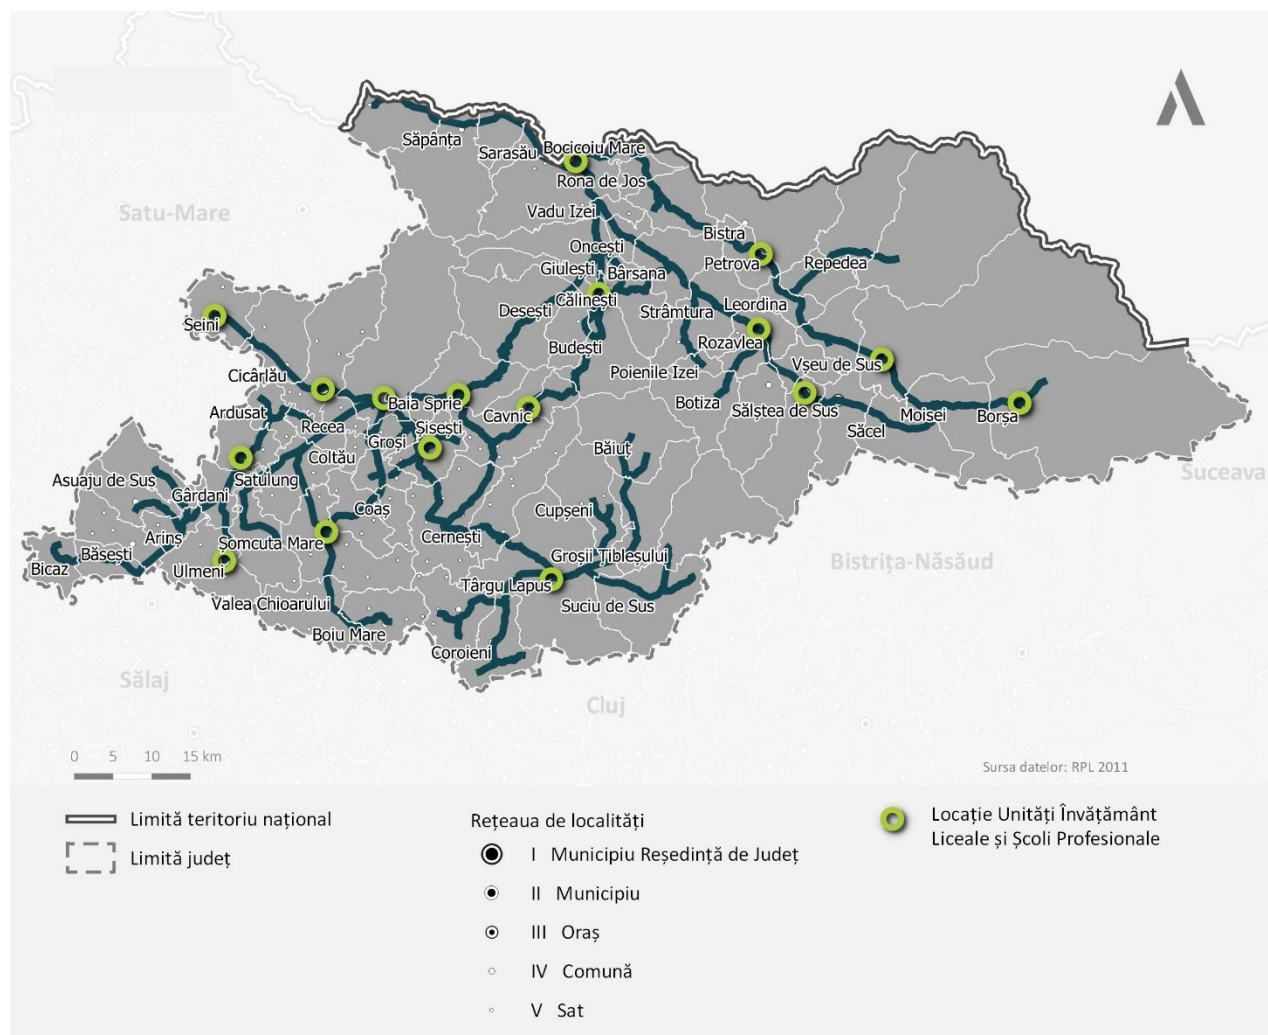 Săpânța
Sarasău
Bocicoiu Mare
Rona de Jos
Satu-Mare
Vadu Izei
Bistra
Oncești
Petrova
Repedea
Giulești
Bârsana
Călinești
Leordina
Desești
Strâmtura
Seini
Rozavlea
Budești
Vșeu de Sus
Poienile Izei
Cicârlău
Botiza
Baia Sprie
Sălștea de Sus
Ardusat
Cavnic
Moisei
Borșa
Recea
Șisești
Săcel
Groși
Băiuț
Coltău
Suceava
Asuaju de Sus
Satulung
Gârdani
Coaș
Cupșeni
Arinș
Cernești
Șomcuta Mare
Băsești
Groșii Țibleșului
Bistrița-Năsăud
Bicaz
Ulmeni
Târgu Lapus
Valea Chioarului
Suciu de Sus
Boiu Mare
Coroieni
Sălaj
Cluj
0 5 10 15 km
Sursa datelor: RPL 2011
Limită teritoriu național
Limită județ
Rețeaua de localități
I Municipiu Reședință de Județ
II Municipiu
III Oraș
IV Comună
V Sat
Locație Unități Învățământ
Liceale și Școli Profesionale